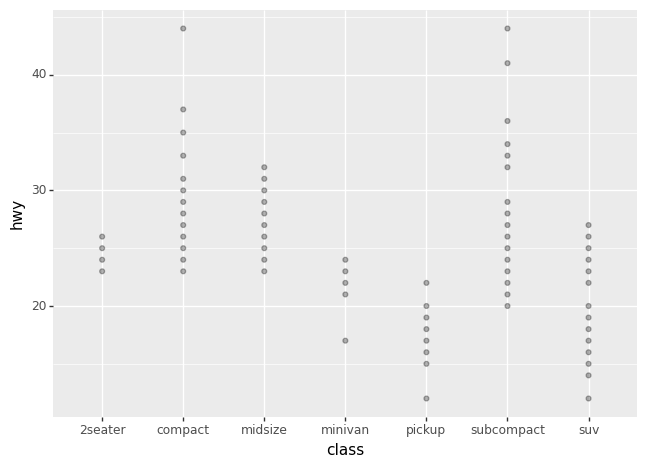 40
30
20
hwy
2seater compact midsize minivan pickup subcompact suv
class